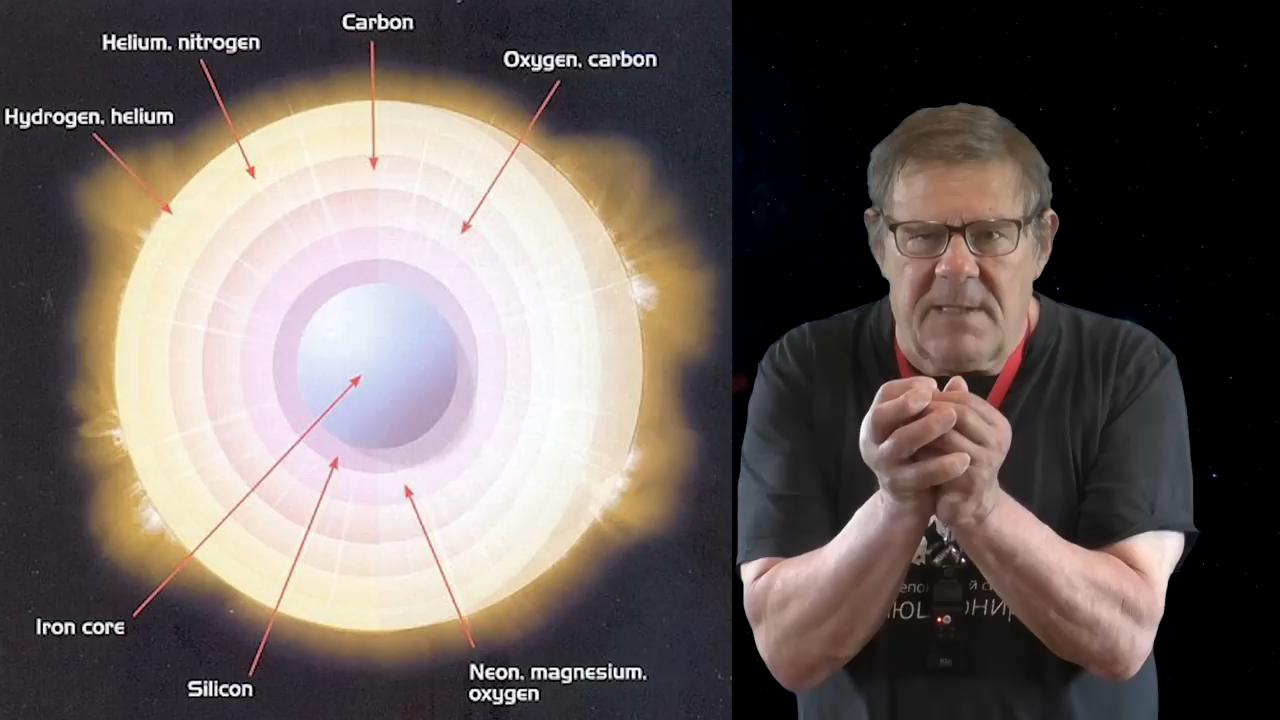 Carbon
Helium, nitrogen
Oxygen, carbon
Hydrogen, helium
Iron core
Silicon
Neon, magnesium,
oxygen